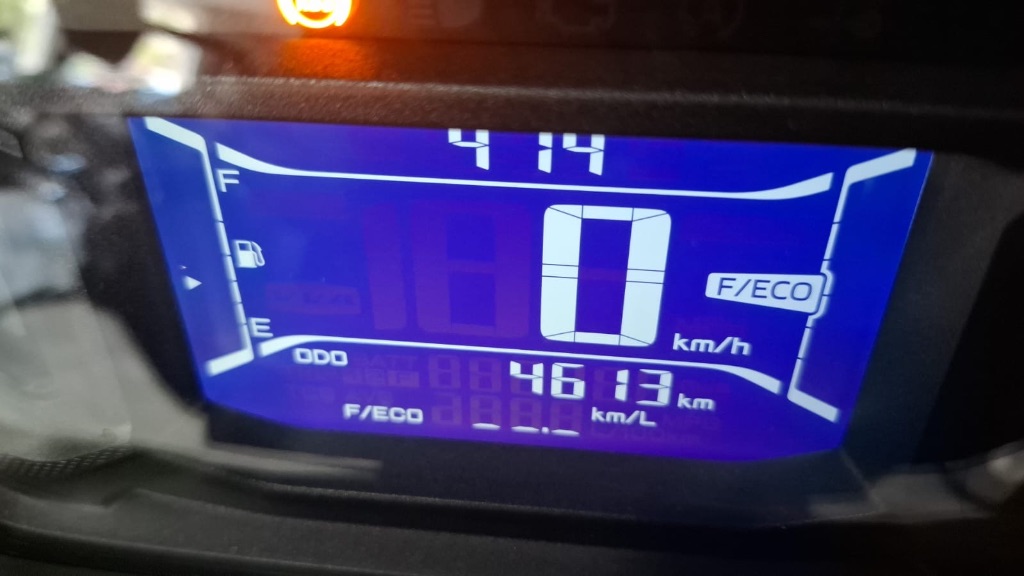 4 14
F
0
F/ECO
km/h
E
ODO 4613 km
F/ECO --.- km/L